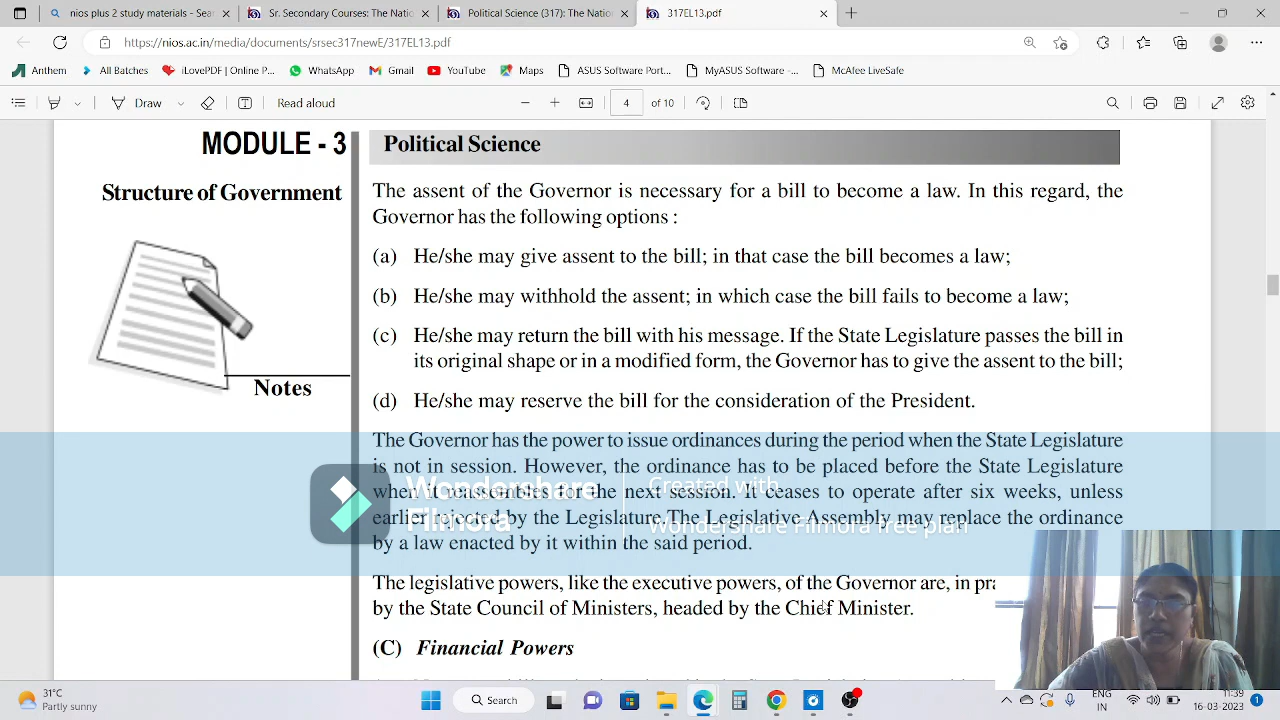 nios plus 2 study materials - Sear
Sr. Secondary Courses: The Natio
Political Science (317): The Natio
317EL13.pdf
https://nios.ac.in/media/documents/srsec317newE/317EL13.pdf
Anthem
All Batches
iLovePDF | Online P...
WhatsApp
Gmail
YouTube
Maps
ASUS Software Port...
MyASUS Software -...
McAfee LiveSafe
Draw
Read aloud
4 of 10
MODULE - 3
Structure of Government
Notes
Political Science
The assent of the Governor is necessary for a bill to become a law. In this regard, the
Governor has the following options :
(a) He/she may give assent to the bill; in that case the bill becomes a law;
(b) He/she may withhold the assent; in which case the bill fails to become a law;
(c) He/she may return the bill with his message. If the State Legislature passes the bill in
its original shape or in a modified form, the Governor has to give the assent to the bill;
(d) He/she may reserve the bill for the consideration of the President.
The Governor has the power to issue ordinances during the period when the State Legislature
is not in session. However, the ordinance has to be placed before the State Legislature
when it reassembles for the next session. It ceases to operate after six weeks, unless
earlier rejected by the Legislature.The Legislative Assembly may replace the ordinance
by a law enacted by it within the said period.
Wondershare
Filmora
Created with
Wondershare Filmora free plan
The legislative powers, like the executive powers, of the Governor are, in
by the State Council of Ministers, headed by the Chief Minister.
(C) Financial Powers
31°C
Partly sunny
Search
ENG
IN
11:39
16-03-2023
1